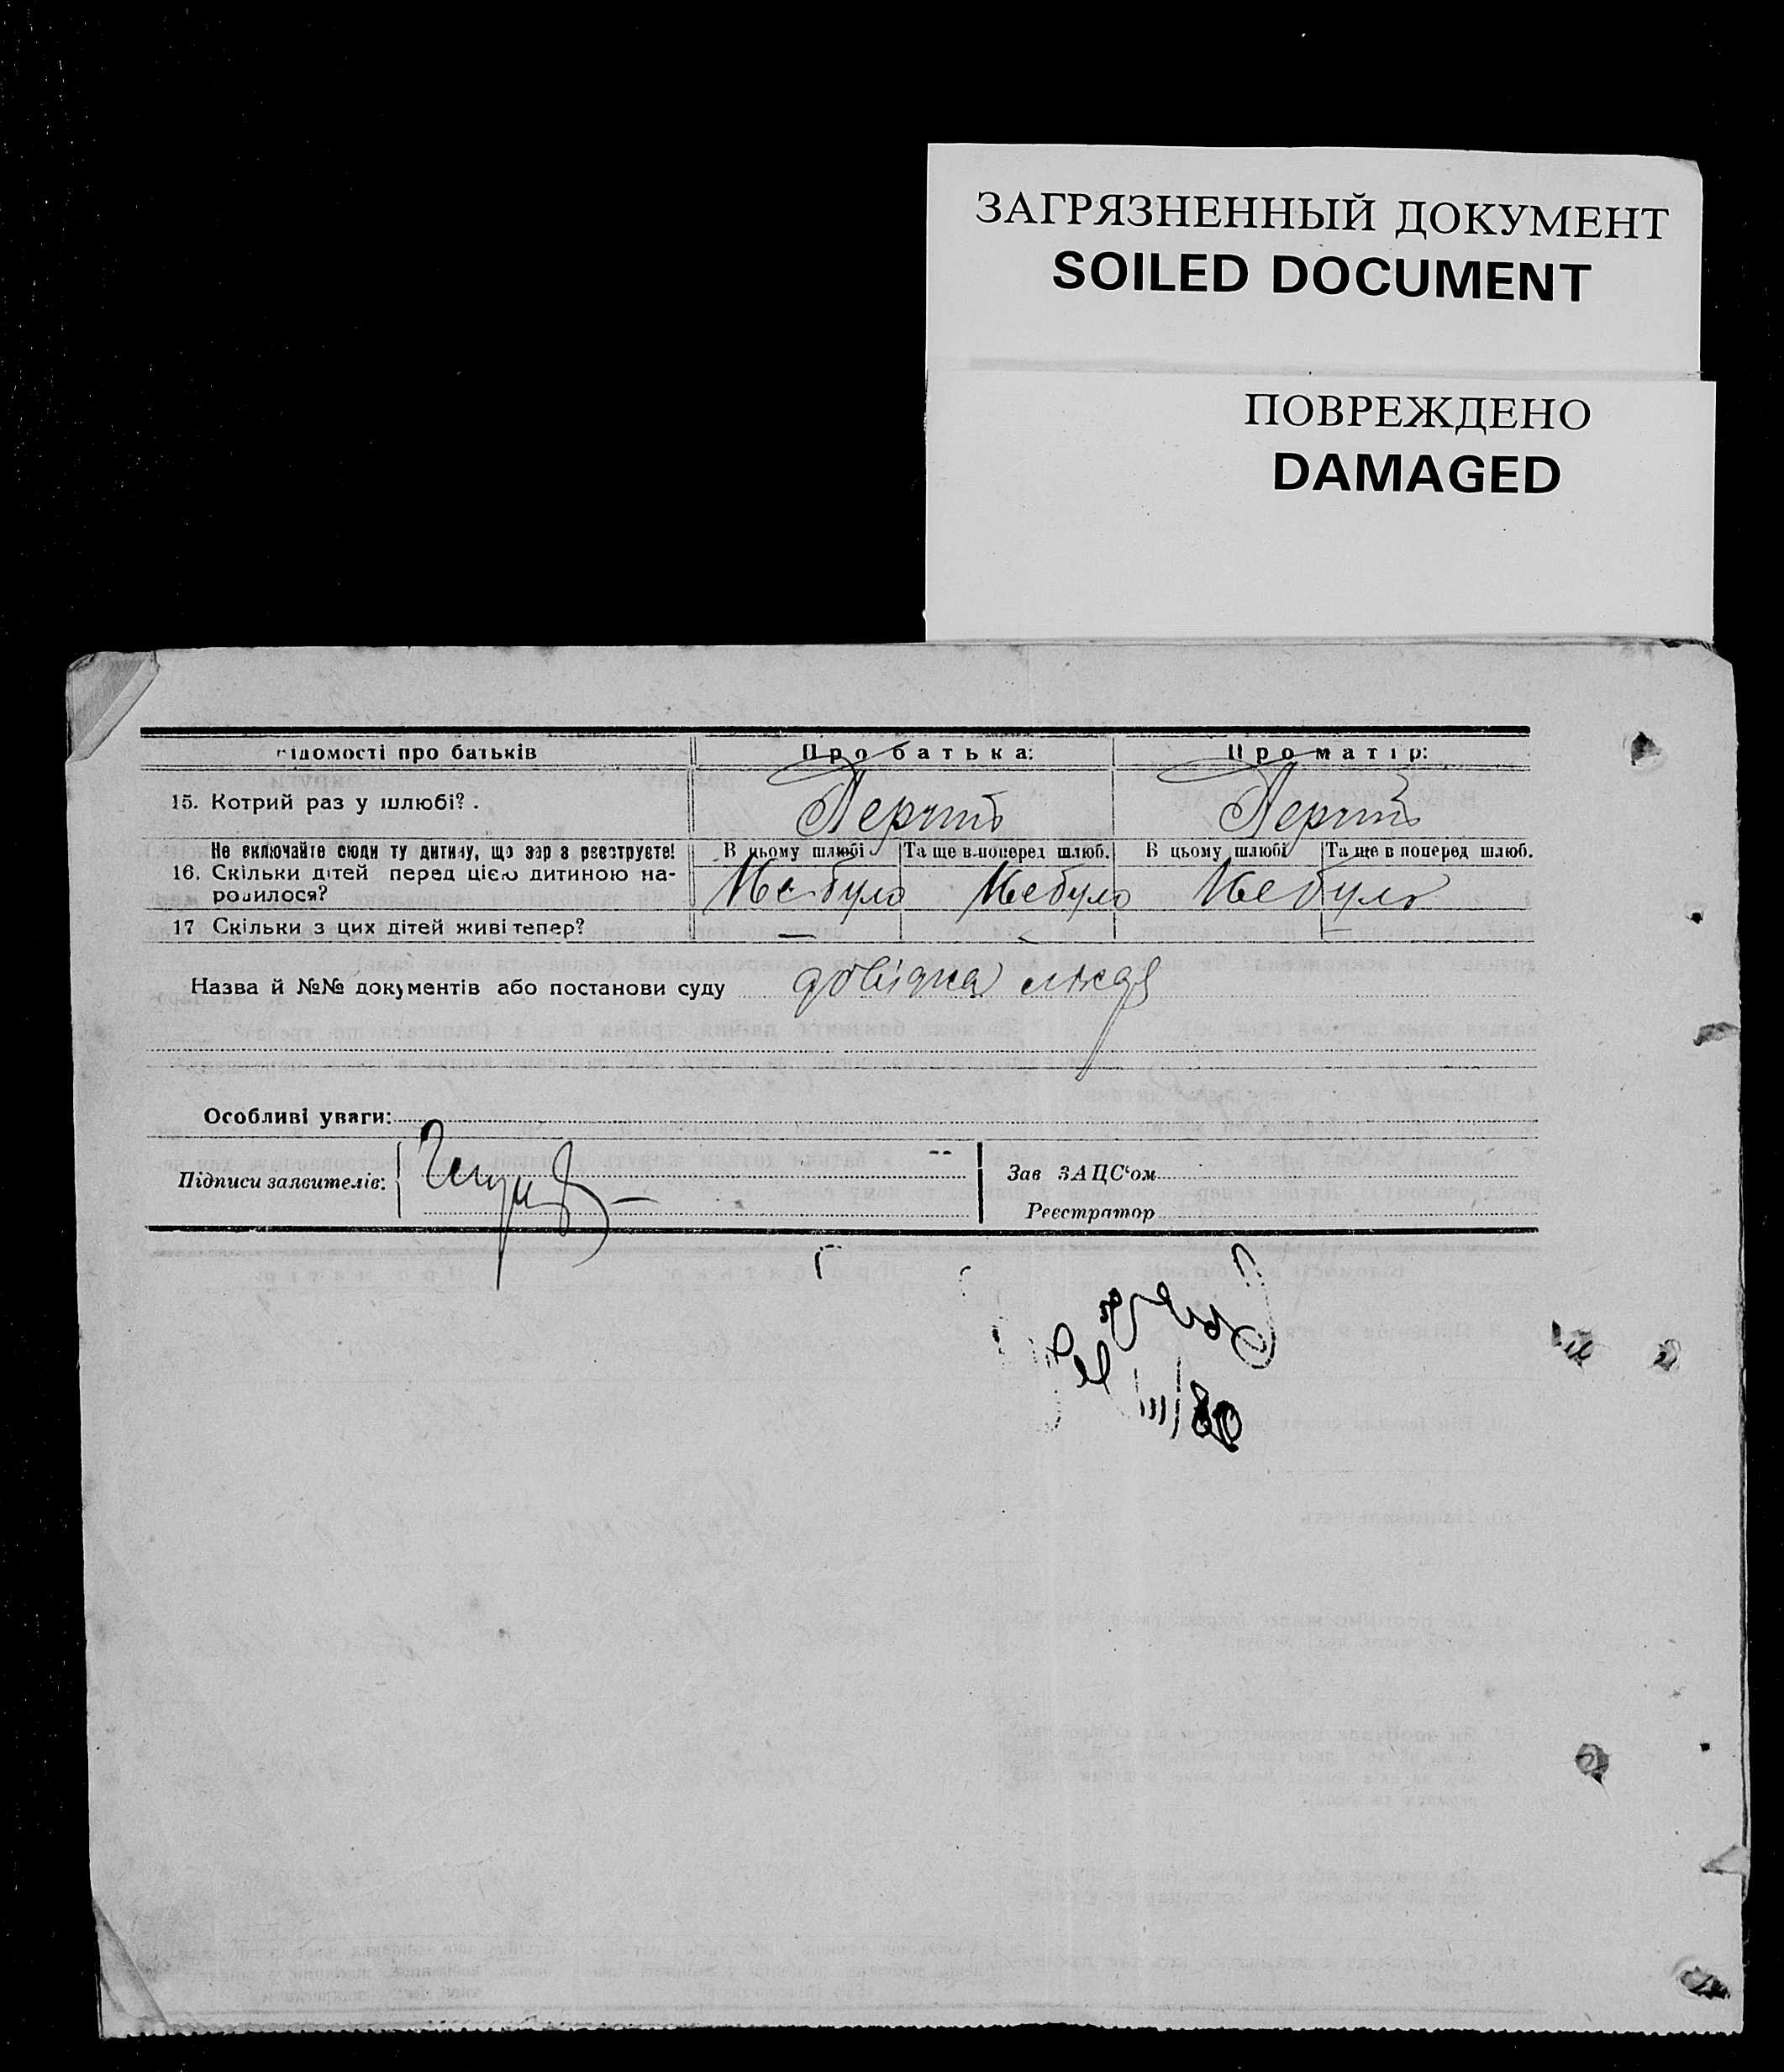 ЗАГРЯЗНЕННЫЙ ДОКУМЕНТ
SOILED DOCUMENT
ПОВРЕЖДЕНО
DAMAGED
відомості про батьків Про батька: Про матір:
15. Котрий раз у шлюбі? . Перший Перший
Не включайте сюди ту дитину, що зар з реєструєте! В цьому шлюбі Та ще в поперед шлюб. В цьому шлюбі Та ще в поперед шлюб.
16. Скільки дітей перед цією дитиною на-
родилося? Не було Не було Не було
17 Скільки з цих дітей живі тепер? — —
Назва й №№ документів або постанови суду довідка
Особливі уваги:
Підписи заявителів:
Зав ЗАЦС‘ом
Реєстратор